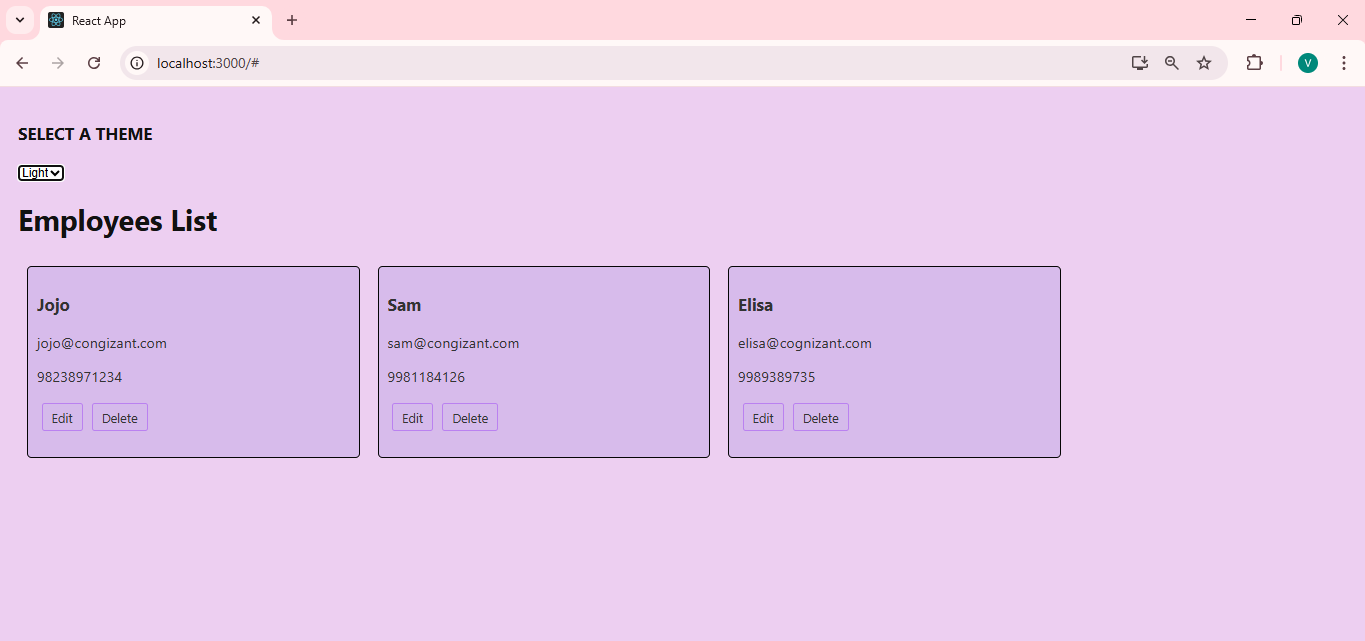 React App
localhost:3000/#
V
SELECT A THEME
Light
Employees List
Jojo
jojo@congizant.com
98238971234
Edit Delete
Sam
sam@congizant.com
9981184126
Edit Delete
Elisa
elisa@cognizant.com
9989389735
Edit Delete